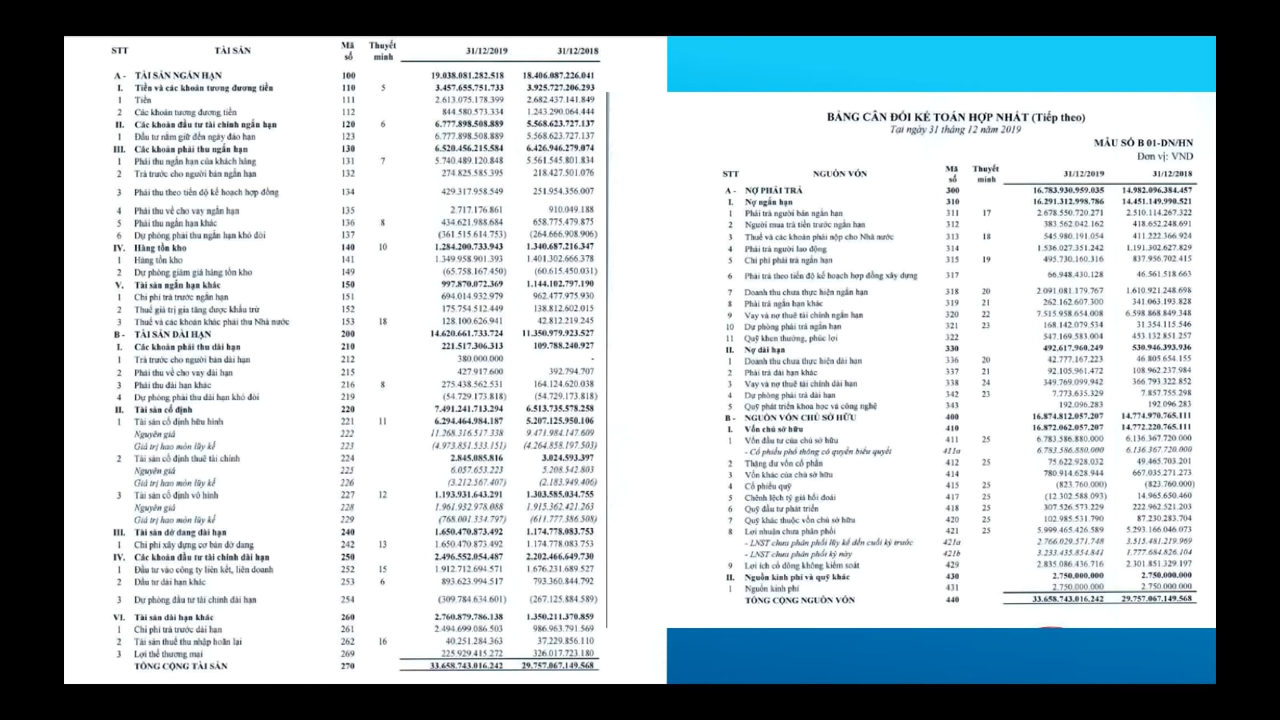 STT TÀI SẢN Mã số Thuyết minh 31/12/2019 31/12/2018
A - TÀI SẢN NGẮN HẠN 100 19.038.081.282.518 18.406.087.226.041
I. Tiền và các khoản tương đương tiền 110 5 3.457.655.751.733 3.925.727.206.293
1 Tiền 111 2.613.075.178.399 2.682.437.141.849
2 Các khoản tương đương tiền 112 844.580.573.334 1.243.290.064.444
II. Các khoản đầu tư tài chính ngắn hạn 120 6 6.777.898.508.889 5.568.623.727.137
1 Đầu tư nắm giữ đến ngày đáo hạn 123 6.777.898.508.889 5.568.623.727.137
III. Các khoản phải thu ngắn hạn 130 6.520.456.215.584 6.426.946.279.074
1 Phải thu ngắn hạn của khách hàng 131 7 5.740.489.120.848 5.561.545.801.834
2 Trả trước cho người bán ngắn hạn 132 274.825.585.395 218.427.501.076
3 Phải thu theo tiến độ kế hoạch hợp đồng 134 429.317.958.549 251.954.356.007
4 Phải thu về cho vay ngắn hạn 135 2.717.176.861 910.049.188
5 Phải thu ngắn hạn khác 136 8 434.621.988.684 658.775.479.875
6 Dự phòng phải thu ngắn hạn khó đòi 137 (361.515.614.753) (264.666.908.906)
IV. Hàng tồn kho 140 10 1.284.200.733.943 1.340.687.216.347
1 Hàng tồn kho 141 1.349.958.901.393 1.401.302.666.378
2 Dự phòng giảm giá hàng tồn kho 149 (65.758.167.450) (60.615.450.031)
V. Tài sản ngắn hạn khác 150 997.870.072.369 1.144.102.797.190
1 Chi phí trả trước ngắn hạn 151 694.014.932.979 962.477.975.930
2 Thuế giá trị gia tăng được khấu trừ 152 175.754.512.449 138.812.602.015
3 Thuế và các khoản khác phải thu Nhà nước 153 18 128.100.626.941 42.812.219.245
B - TÀI SẢN DÀI HẠN 200 14.620.661.733.724 11.350.979.923.527
I. Các khoản phải thu dài hạn 210 221.517.306.313 109.788.240.927
1 Trả trước cho người bán dài hạn 212 380.000.000 -
2 Phải thu về cho vay dài hạn 215 427.917.600 392.794.707
3 Phải thu dài hạn khác 216 8 275.438.562.531 164.124.620.038
4 Dự phòng phải thu dài hạn khó đòi 219 (54.729.173.818) (54.729.173.818)
II. Tài sản cố định 220 7.491.241.713.294 6.513.735.578.258
1 Tài sản cố định hữu hình 221 11 6.294.464.984.187 5.207.125.950.106
Nguyên giá 222 11.268.316.517.338 9.471.984.147.609
Giá trị hao mòn lũy kế 223 (4.973.851.533.151) (4.264.858.197.503)
2 Tài sản cố định thuê tài chính 224 2.845.085.816 3.024.593.397
Nguyên giá 225 6.057.653.223 5.208.542.803
Giá trị hao mòn lũy kế 226 (3.212.567.407) (2.183.949.406)
3 Tài sản cố định vô hình 227 12 1.193.931.643.291 1.303.585.034.755
Nguyên giá 228 1.961.932.978.088 1.915.362.421.263
Giá trị hao mòn lũy kế 229 (768.001.334.797) (611.777.386.508)
III. Tài sản dở dang dài hạn 240 1.650.470.873.492 1.174.778.083.753
1 Chi phí xây dựng cơ bản dở dang 242 13 1.650.470.873.492 1.174.778.083.753
IV. Các khoản đầu tư tài chính dài hạn 250 2.496.552.054.487 2.202.466.649.730
1 Đầu tư vào công ty liên kết, liên doanh 252 15 1.912.712.694.571 1.676.231.689.527
2 Đầu tư dài hạn khác 253 6 893.623.994.517 793.360.844.792
3 Dự phòng đầu tư tài chính dài hạn 254 (309.784.634.601) (267.125.884.589)
VI. Tài sản dài hạn khác 260 2.760.879.786.138 1.350.211.370.859
1 Chi phí trả trước dài hạn 261 2.494.699.086.503 986.963.791.569
2 Tài sản thuế thu nhập hoãn lại 262 16 40.251.284.363 37.229.856.110
3 Lợi thế thương mại 269 225.929.415.272 326.017.723.180
TỔNG CỘNG TÀI SẢN 270 33.658.743.016.242 29.757.067.149.568
BẢNG CÂN ĐỐI KẾ TOÁN HỢP NHẤT (Tiếp theo)
Tại ngày 31 tháng 12 năm 2019
MẪU SỐ B 01-DN/HN
Đơn vị: VND
STT NGUỒN VỐN Mã số Thuyết minh 31/12/2019 31/12/2018
A - NỢ PHẢI TRẢ 300 16.783.930.959.035 14.982.096.384.457
I. Nợ ngắn hạn 310 16.291.312.998.786 14.451.149.990.521
1 Phải trả người bán ngắn hạn 311 17 2.678.550.720.271 2.510.114.267.322
2 Người mua trả tiền trước ngắn hạn 312 383.562.042.162 418.652.248.691
3 Thuế và các khoản phải nộp cho Nhà nước 313 18 545.980.191.054 411.222.366.924
4 Phải trả người lao động 314 1.536.027.351.242 1.191.302.627.829
5 Chi phí phải trả ngắn hạn 315 19 495.730.160.316 837.956.702.415
6 Phải trả theo tiến độ kế hoạch hợp đồng xây dựng 317 66.948.430.128 46.561.518.663
7 Doanh thu chưa thực hiện ngắn hạn 318 20 2.091.081.179.767 1.610.921.248.698
8 Phải trả ngắn hạn khác 319 21 262.162.607.300 341.063.193.828
9 Vay và nợ thuê tài chính ngắn hạn 320 22 7.515.958.654.008 6.598.868.849.348
10 Dự phòng phải trả ngắn hạn 321 23 168.142.079.534 31.354.115.546
11 Quỹ khen thưởng, phúc lợi 322 547.169.583.004 453.132.851.257
II. Nợ dài hạn 330 492.617.960.249 530.946.393.936
1 Doanh thu chưa thực hiện dài hạn 336 20 42.777.167.223 46.805.654.155
2 Phải trả dài hạn khác 337 21 92.105.961.472 108.962.237.984
3 Vay và nợ thuê tài chính dài hạn 338 24 349.769.099.942 366.793.322.852
4 Dự phòng phải trả dài hạn 342 23 7.773.635.329 7.857.755.298
5 Quỹ phát triển khoa học và công nghệ 343 192.096.283 192.096.283
B - NGUỒN VỐN CHỦ SỞ HỮU 400 16.874.812.057.207 14.774.970.765.111
I. Vốn chủ sở hữu 410 16.872.062.057.207 14.772.220.765.111
1 Vốn đầu tư của chủ sở hữu 411 25 6.783.586.880.000 6.136.367.720.000
- Cổ phiếu phổ thông có quyền biểu quyết 411a 6.783.586.880.000 6.136.367.720.000
2 Thặng dư vốn cổ phần 412 25 75.622.928.032 49.465.703.201
3 Vốn khác của chủ sở hữu 414 780.914.628.944 667.035.271.273
4 Cổ phiếu quỹ 415 25 (823.760.000) (823.760.000)
5 Chênh lệch tỷ giá hối đoái 417 25 (12.302.588.093) 14.965.650.460
6 Quỹ đầu tư phát triển 418 25 307.526.573.229 222.962.521.203
7 Quỹ khác thuộc vốn chủ sở hữu 420 25 102.985.531.790 87.230.283.704
8 Lợi nhuận chưa phân phối 421 25 5.999.465.426.589 5.293.166.046.073
- LNST chưa phân phối lũy kế đến cuối kỳ trước 421a 2.766.029.571.748 3.515.481.219.969
- LNST chưa phân phối kỳ này 421b 3.233.435.854.841 1.777.684.826.104
9 Lợi ích cổ đông không kiểm soát 429 2.835.086.436.716 2.301.851.329.197
II. Nguồn kinh phí và quỹ khác 430 2.750.000.000 2.750.000.000
1 Nguồn kinh phí 431 2.750.000.000 2.750.000.000
TỔNG CỘNG NGUỒN VỐN 440 33.658.743.016.242 29.757.067.149.568